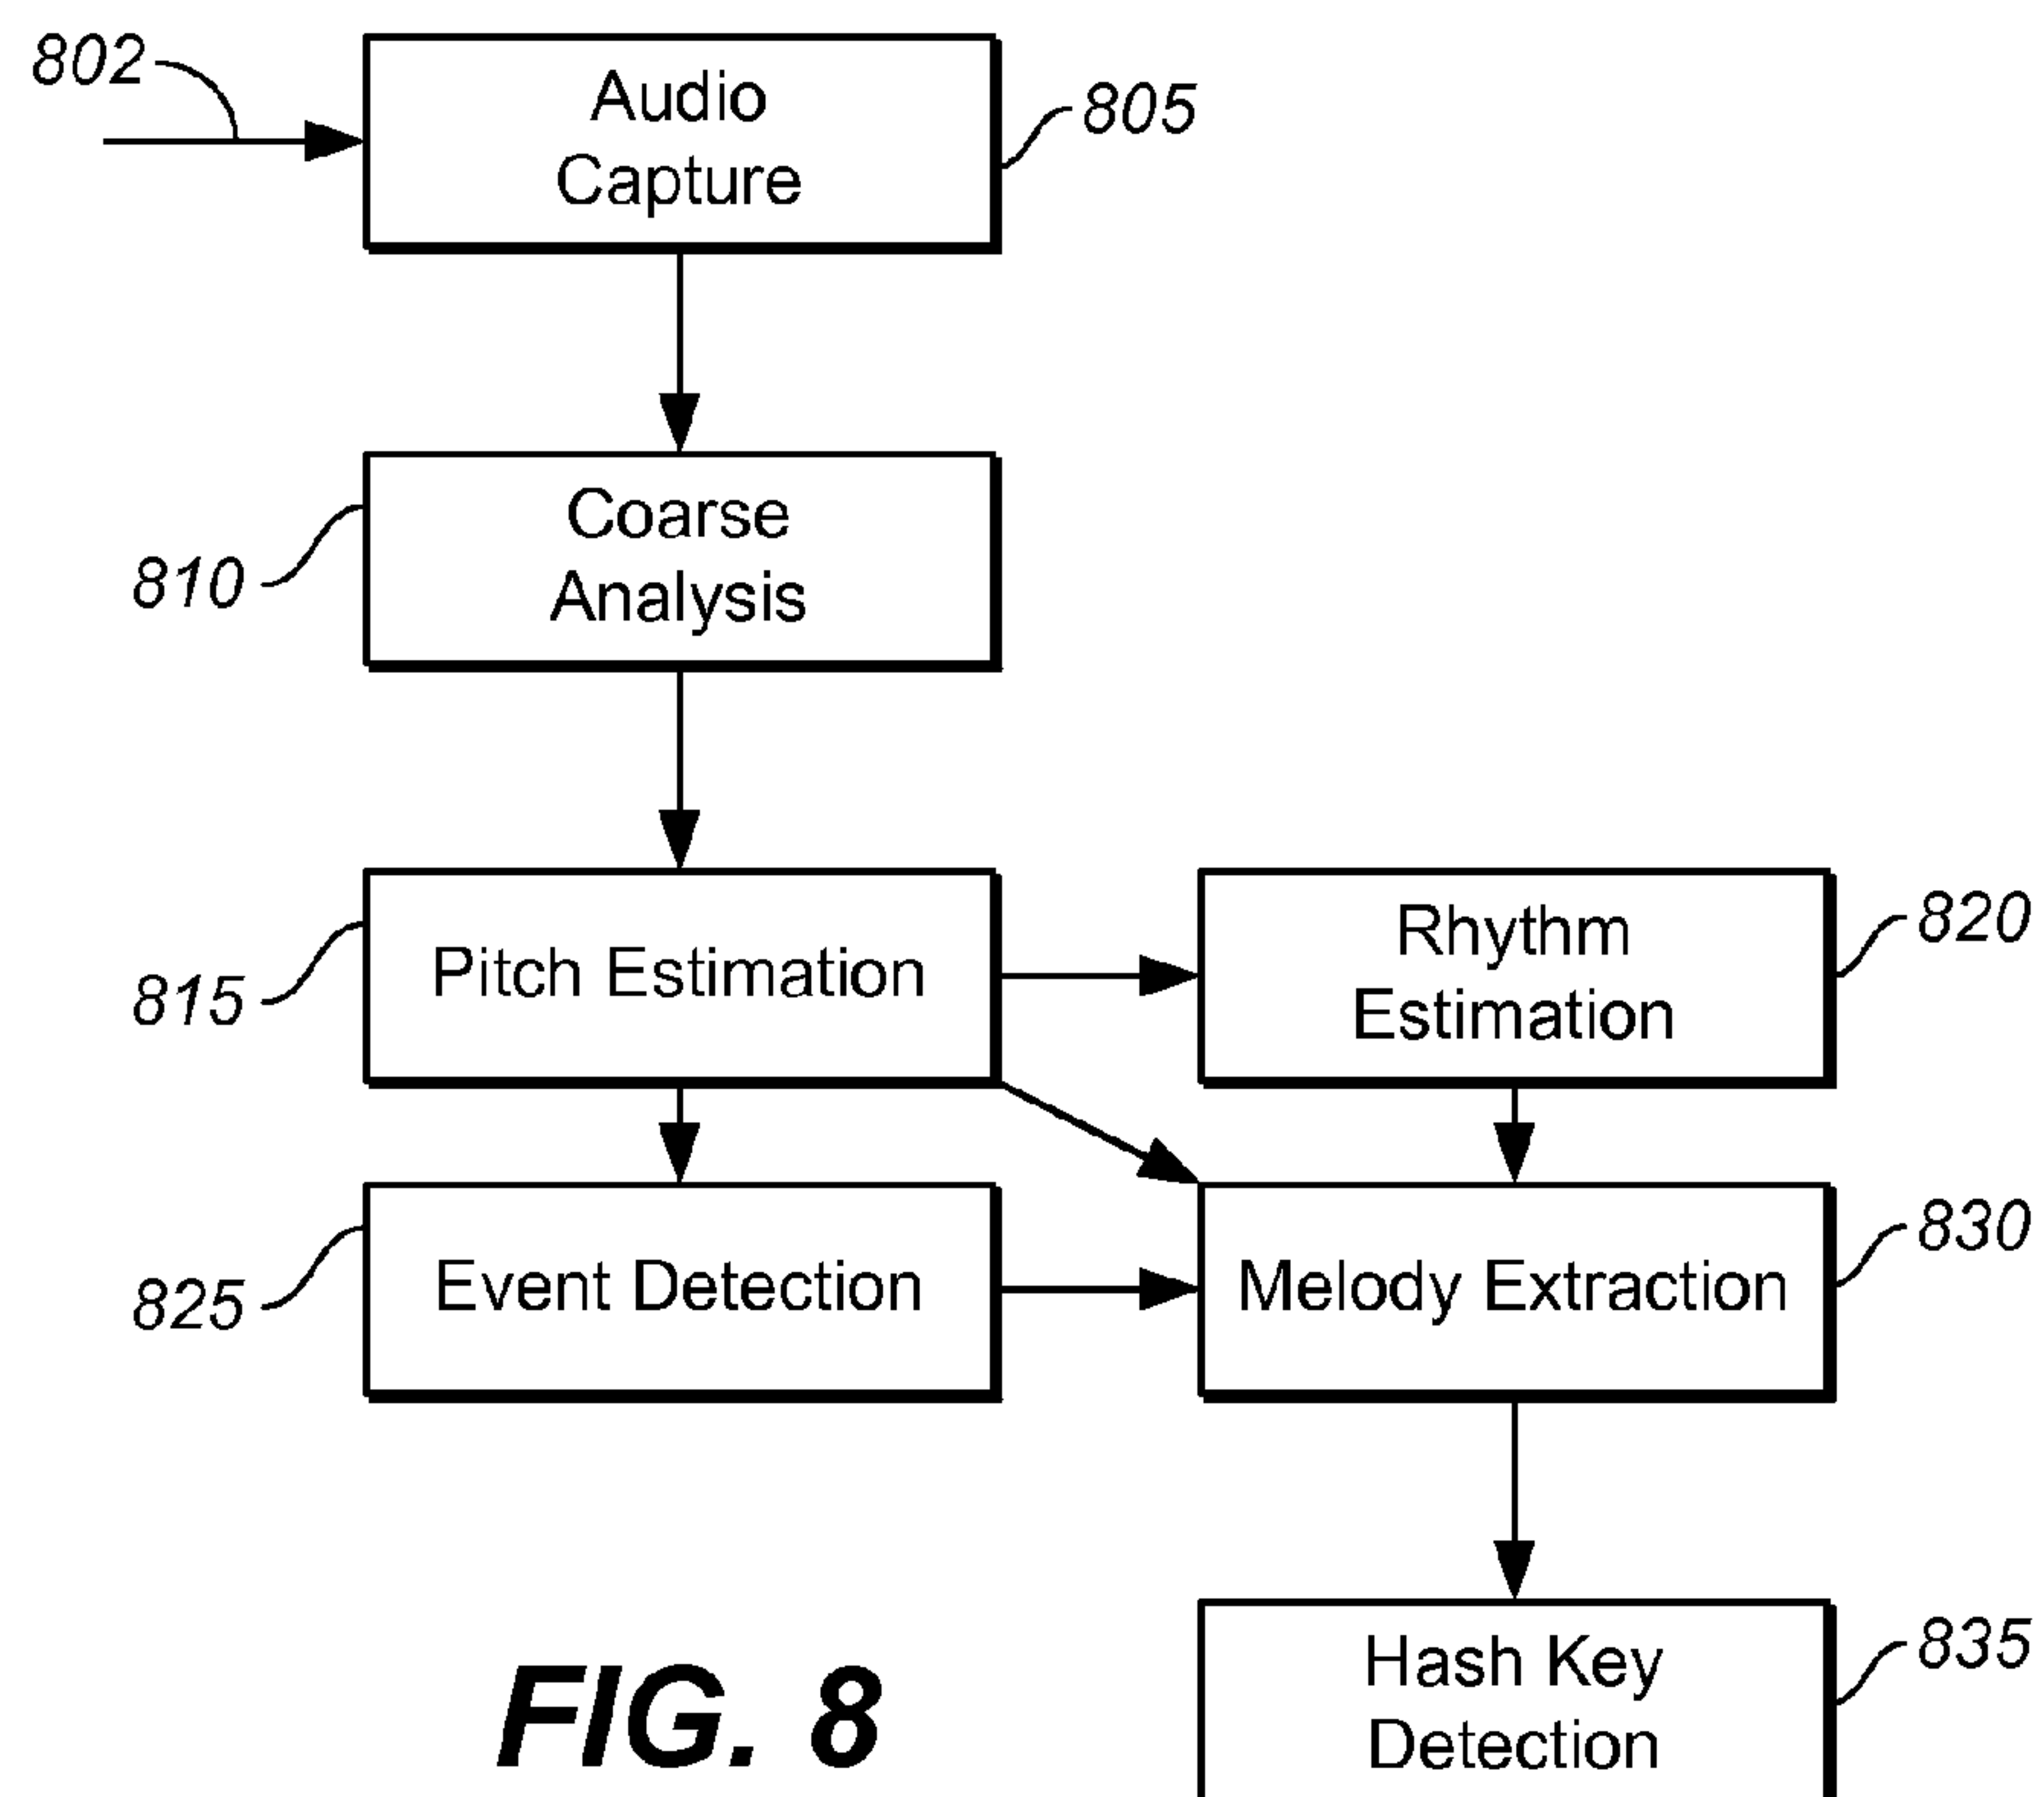 802
Audio
Capture
805
Coarse
Analysis
810
Pitch Estimation
815
Rhythm
Estimation
820
Event Detection
825
Melody Extraction
830
Hash Key
Detection
835
FIG. 8